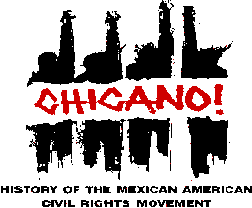 CHICANO!
HISTORY OF THE MEXICAN AMERICAN
CIVIL RIGHTS MOVEMENT